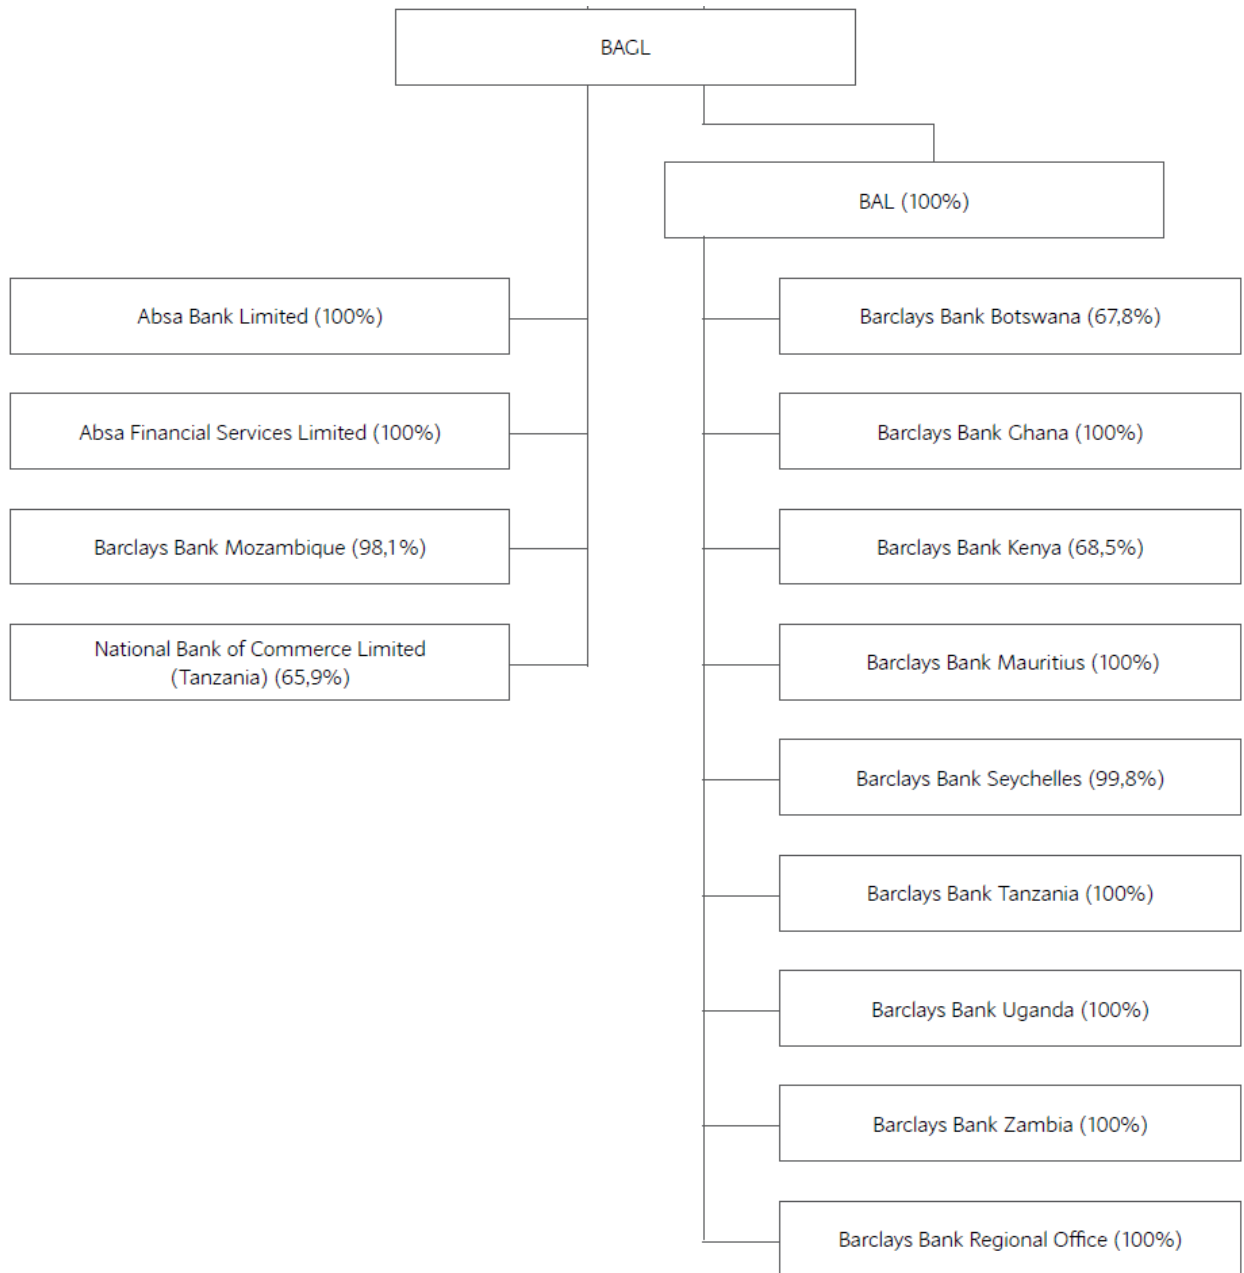 BAGL
BAL (100%)
Absa Bank Limited (100%)
Absa Financial Services Limited (100%)
Barclays Bank Mozambique (98,1%)
National Bank of Commerce Limited
(Tanzania) (65,9%)
Barclays Bank Botswana (67,8%)
Barclays Bank Ghana (100%)
Barclays Bank Kenya (68,5%)
Barclays Bank Mauritius (100%)
Barclays Bank Seychelles (99,8%)
Barclays Bank Tanzania (100%)
Barclays Bank Uganda (100%)
Barclays Bank Zambia (100%)
Barclays Bank Regional Office (100%)